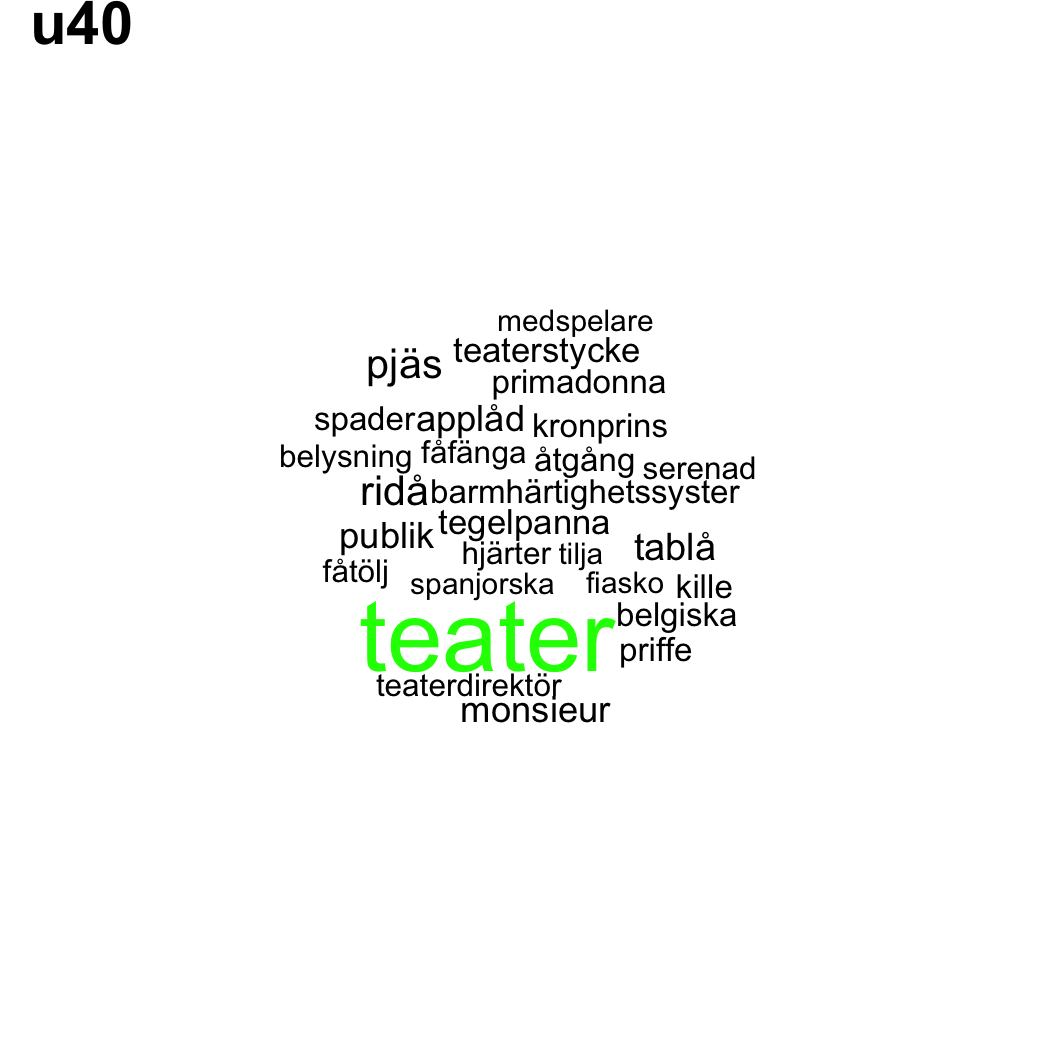 u40
medspelare
teaterstycke
pjäs
primadonna
spader applåd kronprins
belysning fåfänga åtgång serenad
ridå barmhärtighetssyster
publik tegelpanna
hjärter tilja tablå
fåtölj spanjorska fiasko kille
teater belgiska
priffe
teaterdirektör
monsieur